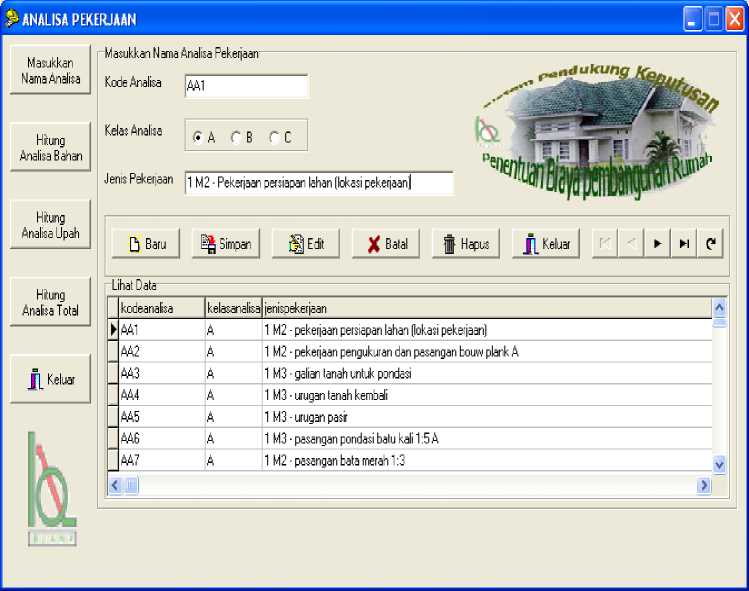 ANALISA PEKERJAAN
Masukkan
Nama Analisa
Hitung
Analisa Bahan
Hitung
Analisa Upah
Hitung
Analisa Total
Keluar
Masukkan Nama Analisa Pekerjaan
Kode Analisa
AA1
Kelas Analisa
A B C
Jenis Pekerjaan
1 M2 - Pekerjaan persiapan lahan (lokasi pekerjaan)
Sistem Pendukung Keputusan
Penentuan Biaya pembangunan Rumah
Baru Simpan Edit Batal Hapus Keluar
Lihat Data
kodeanalisa kelasanalisa jenispekerjaan
AA1 A 1 M2 - pekerjaan persiapan lahan (lokasi pekerjaan)
AA2 A 1 M2 - pekerjaan pengukuran dan pasangan bouw plank A
AA3 A 1 M3 - galian tanah untuk pondasi
AA4 A 1 M3 - urugan tanah kembali
AA5 A 1 M3 - urugan pasir
AA6 A 1 M3 - pasangan pondasi batu kali 1:5 A
AA7 A 1 M2 - pasangan bata merah 1:3